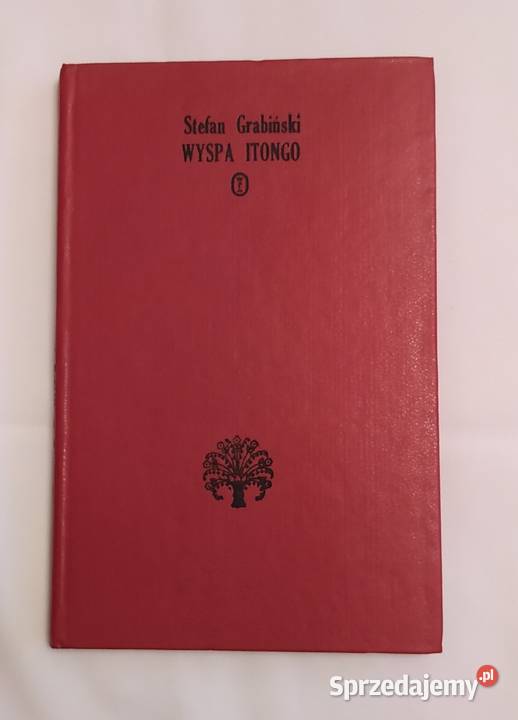 Stefan Grabiński
WYSPA ITONGO
Sprzedajemy.pl